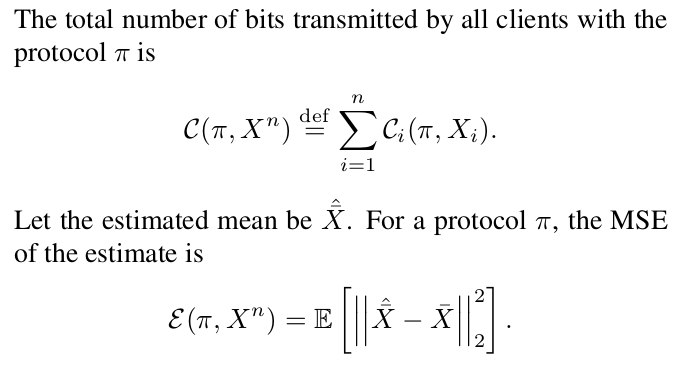 The total number of bits transmitted by all clients with the
protocol π is
$\mathcal{C}(\pi, X^n) \stackrel{\text{def}}{=} \sum_{i=1}^{n} \mathcal{C}_i(\pi, X_i).$
Let the estimated mean be $\hat{\bar{X}}$. For a protocol π, the MSE
of the estimate is
$\mathcal{E}(\pi, X^n) = \mathbb{E}\left[\left|\left|\hat{\bar{X}} - \bar{X}\right|\right|_2^2\right].$